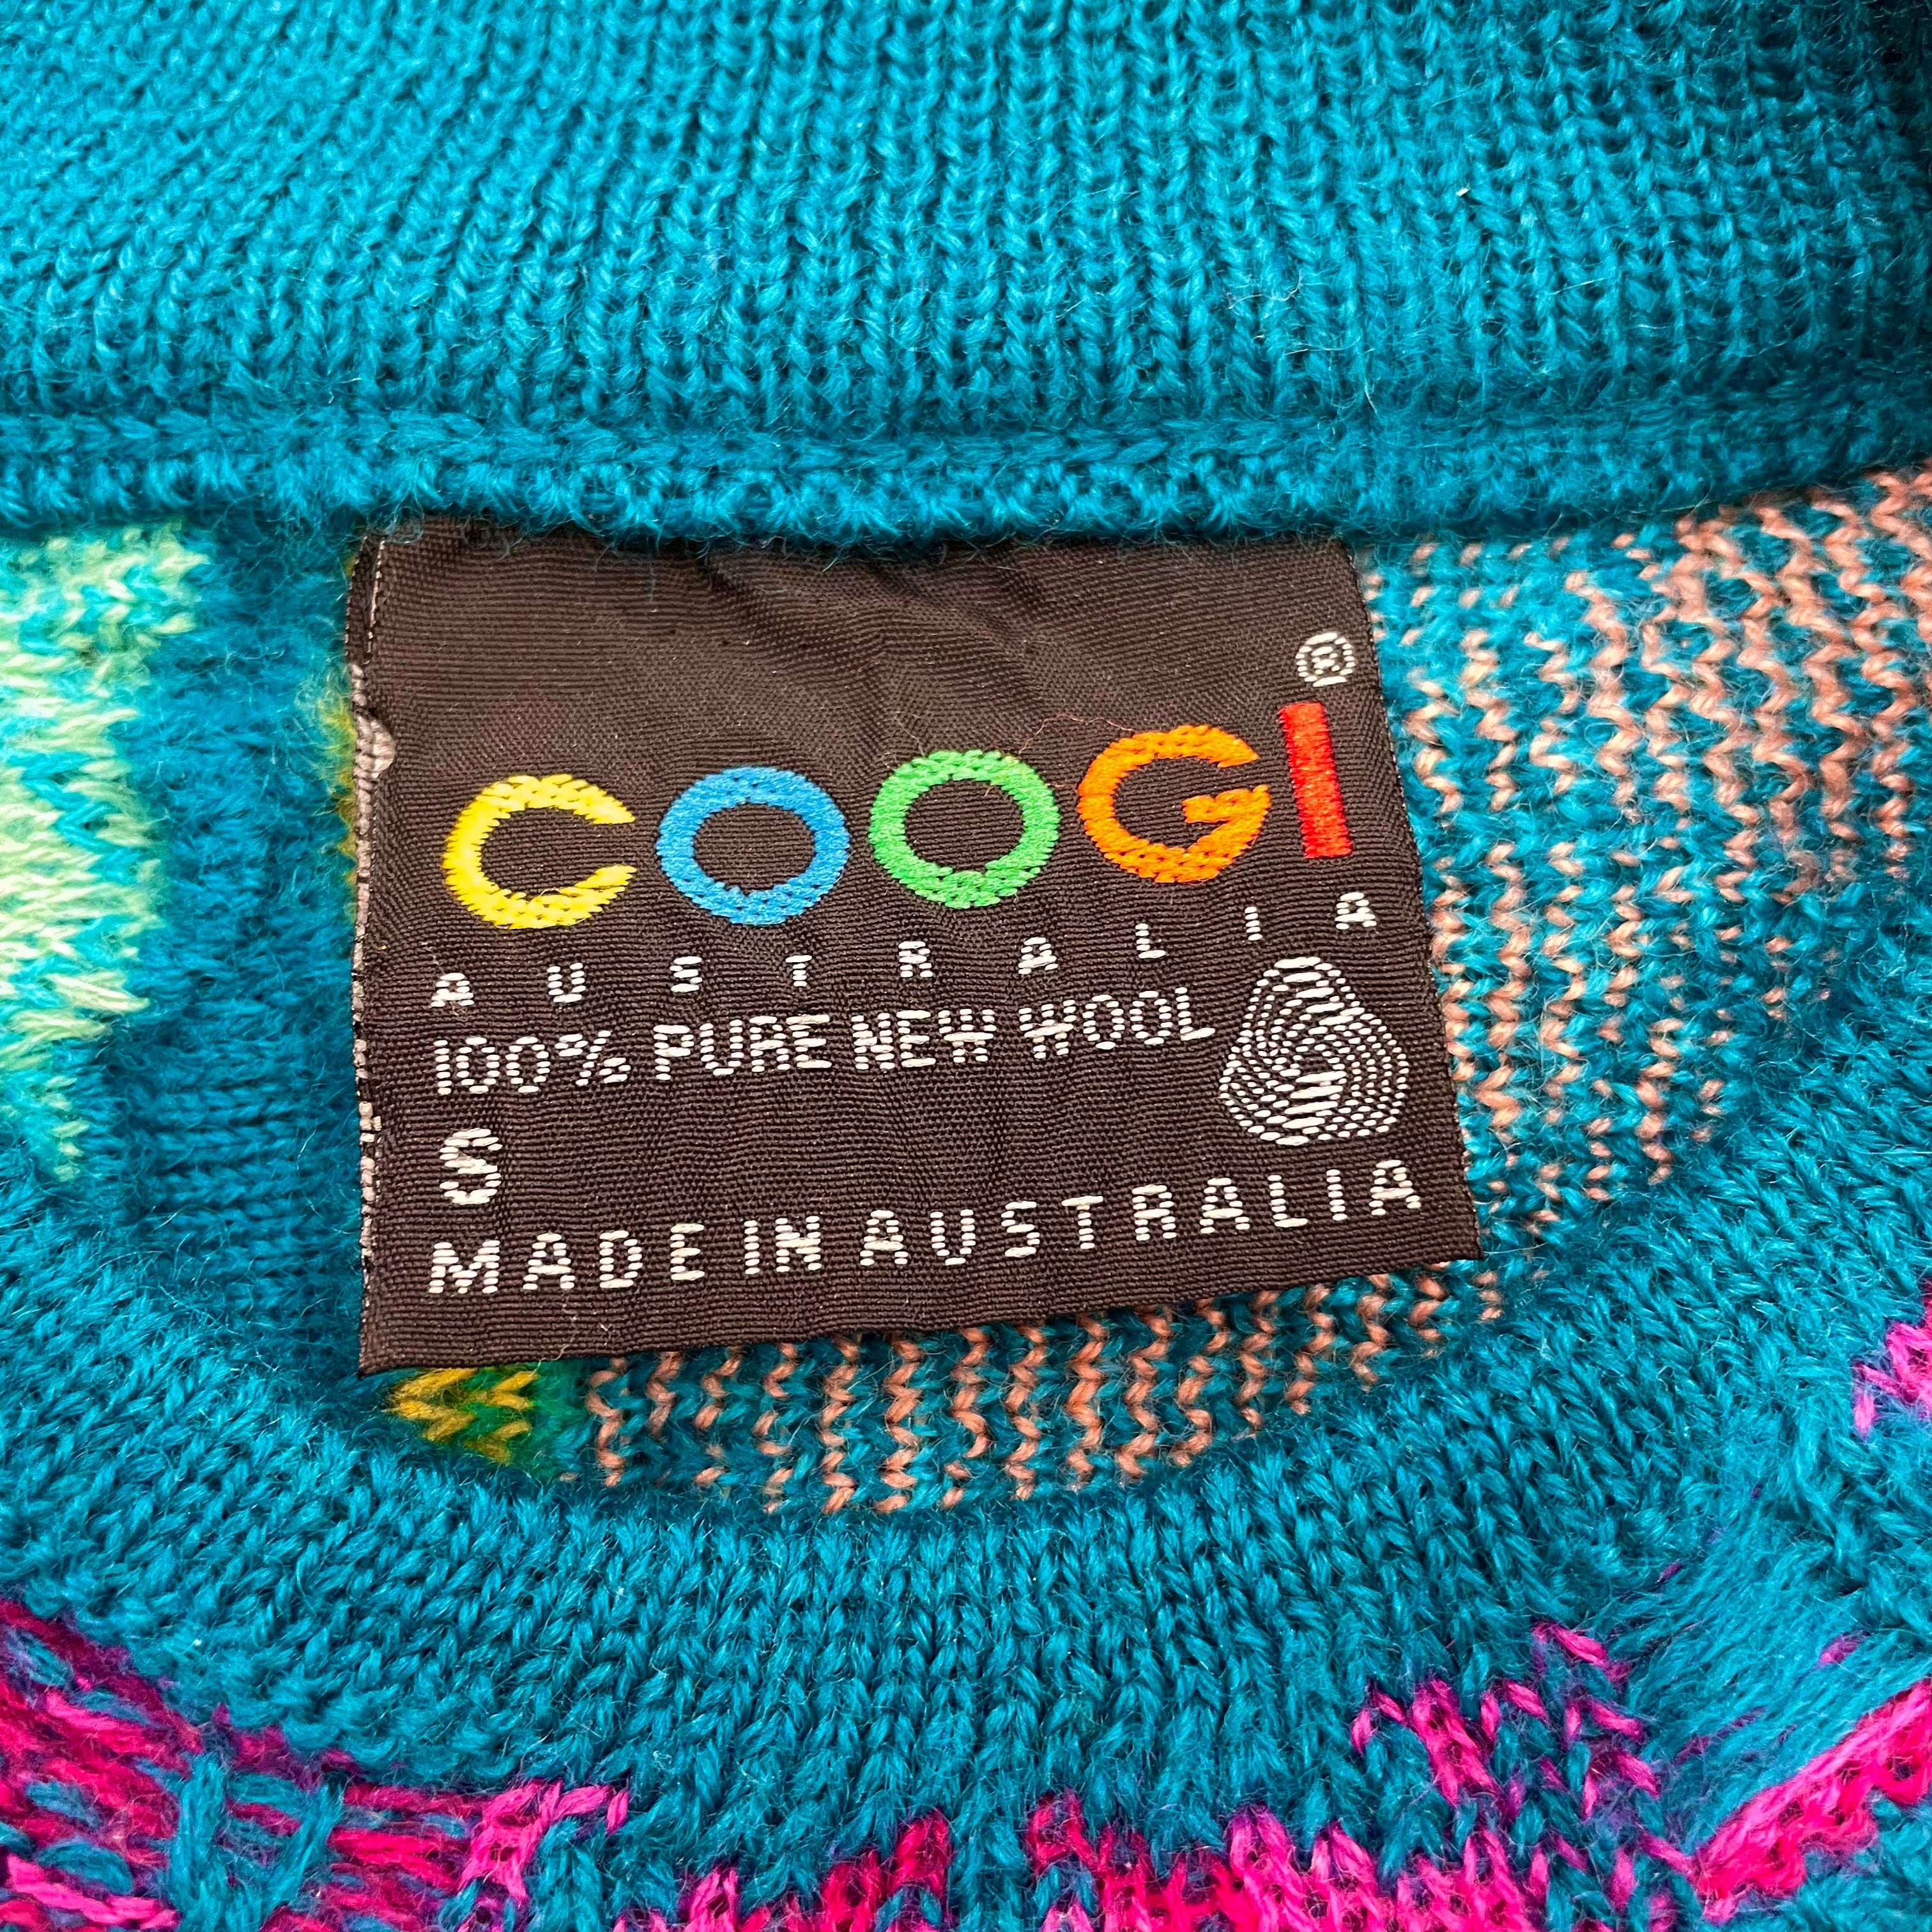 COOGI®
AUSTRALIA
100% PURE NEW WOOL
S
MADE IN AUSTRALIA